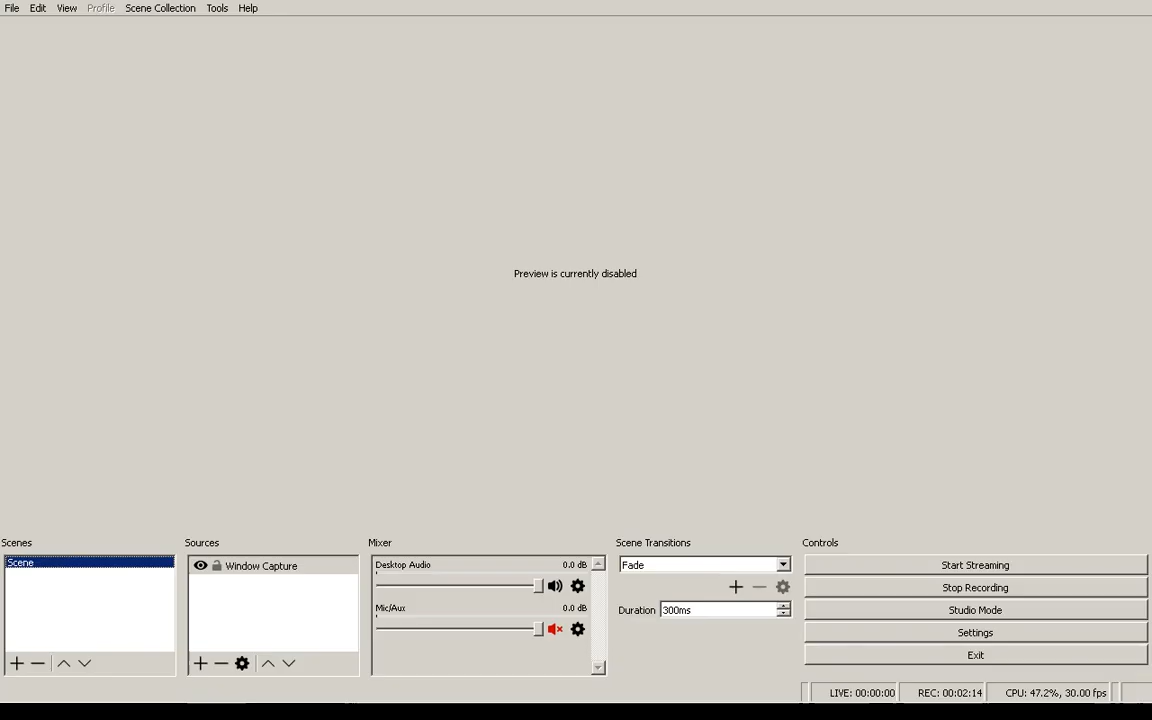 File Edit View Profile Scene Collection Tools Help
Preview is currently disabled
Scenes
Scene
Sources
Window Capture
Mixer
Desktop Audio 0.0 dB
Mic/Aux 0.0 dB
Scene Transitions
Fade
Duration 300ms
Controls
Start Streaming
Stop Recording
Studio Mode
Settings
Exit
LIVE: 00:00:00 REC: 00:02:14 CPU: 47.2%, 30.00 fps